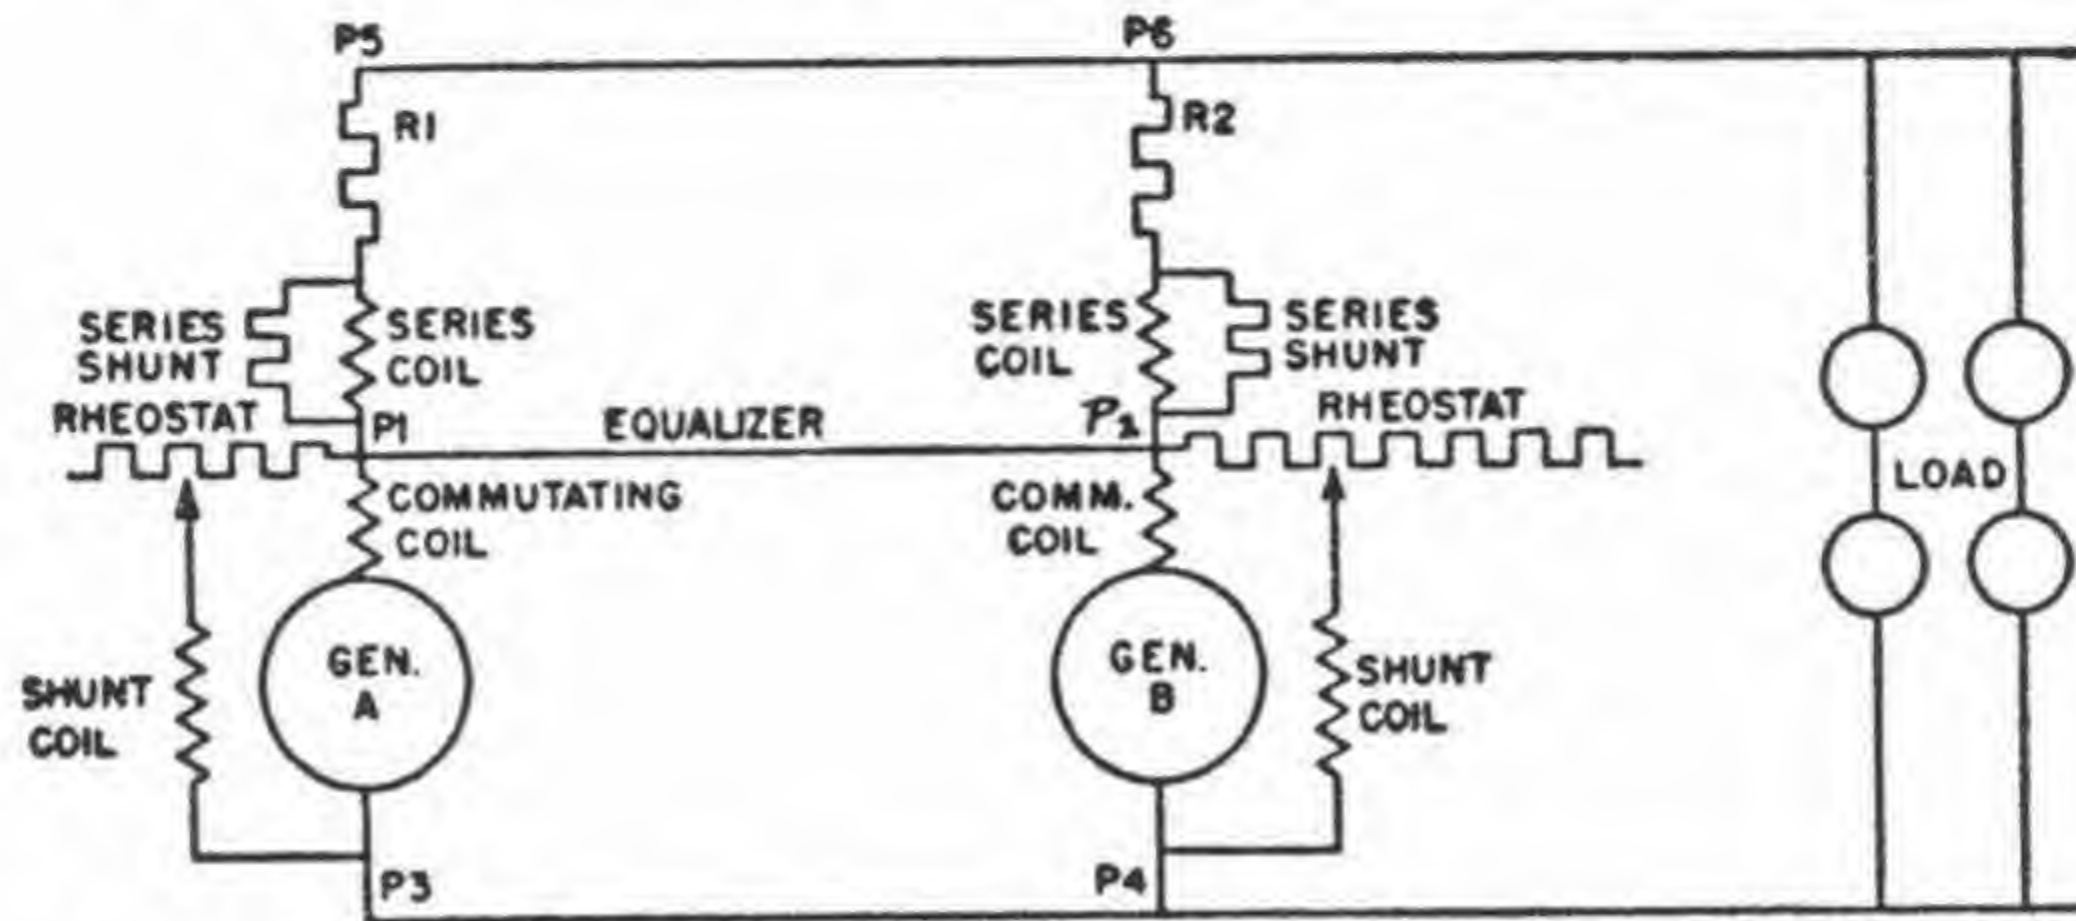 P5
P6
R1
R2
SERIES
SHUNT
SERIES
COIL
SERIES
COIL
SERIES
SHUNT
RHEOSTAT
P1
EQUALIZER
P2
RHEOSTAT
COMMUTATING
COIL
COMM.
COIL
LOAD
SHUNT
COIL
GEN.
A
GEN.
B
SHUNT
COIL
P3
P4